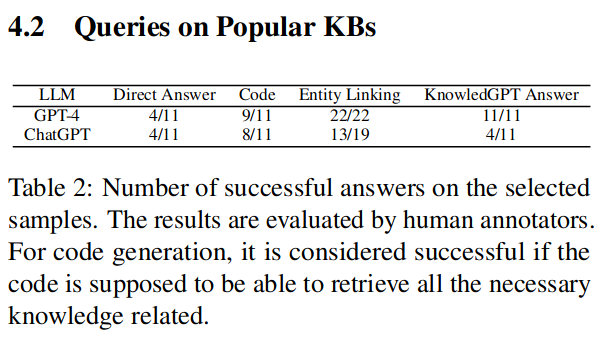 4.2 Queries on Popular KBs
LLM Direct Answer Code Entity Linking KnowledGPT Answer
GPT-4 4/11 9/11 22/22 11/11
ChatGPT 4/11 8/11 13/19 4/11
Table 2: Number of successful answers on the selected
samples. The results are evaluated by human annotators.
For code generation, it is considered successful if the
code is supposed to be able to retrieve all the necessary
knowledge related.